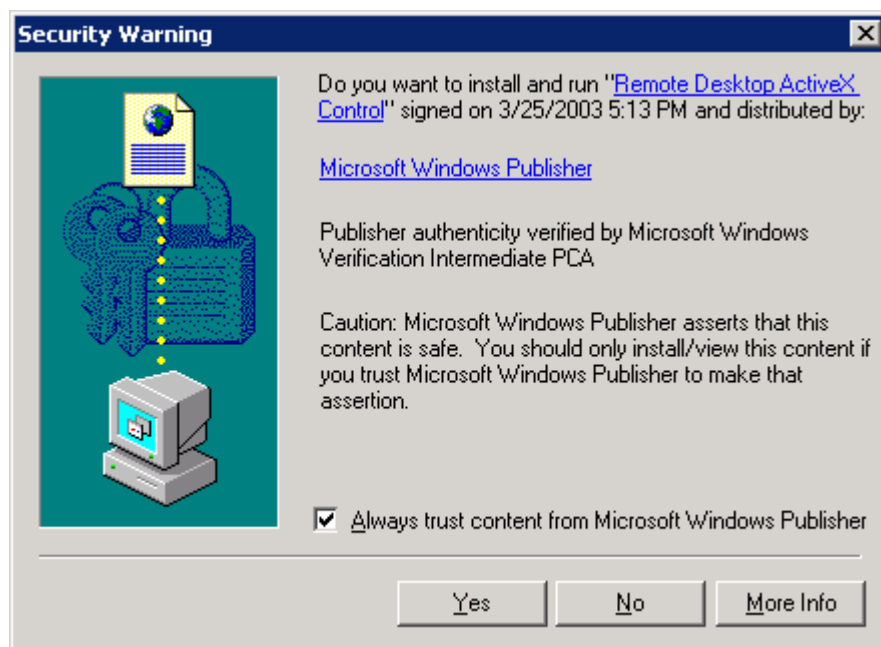 Security Warning
Do you want to install and run "Remote Desktop ActiveX
Control" signed on 3/25/2003 5:13 PM and distributed by:
Microsoft Windows Publisher
Publisher authenticity verified by Microsoft Windows
Verification Intermediate PCA
Caution: Microsoft Windows Publisher asserts that this
content is safe.  You should only install/view this content if
you trust Microsoft Windows Publisher to make that
assertion.
Always trust content from Microsoft Windows Publisher
Yes No More Info